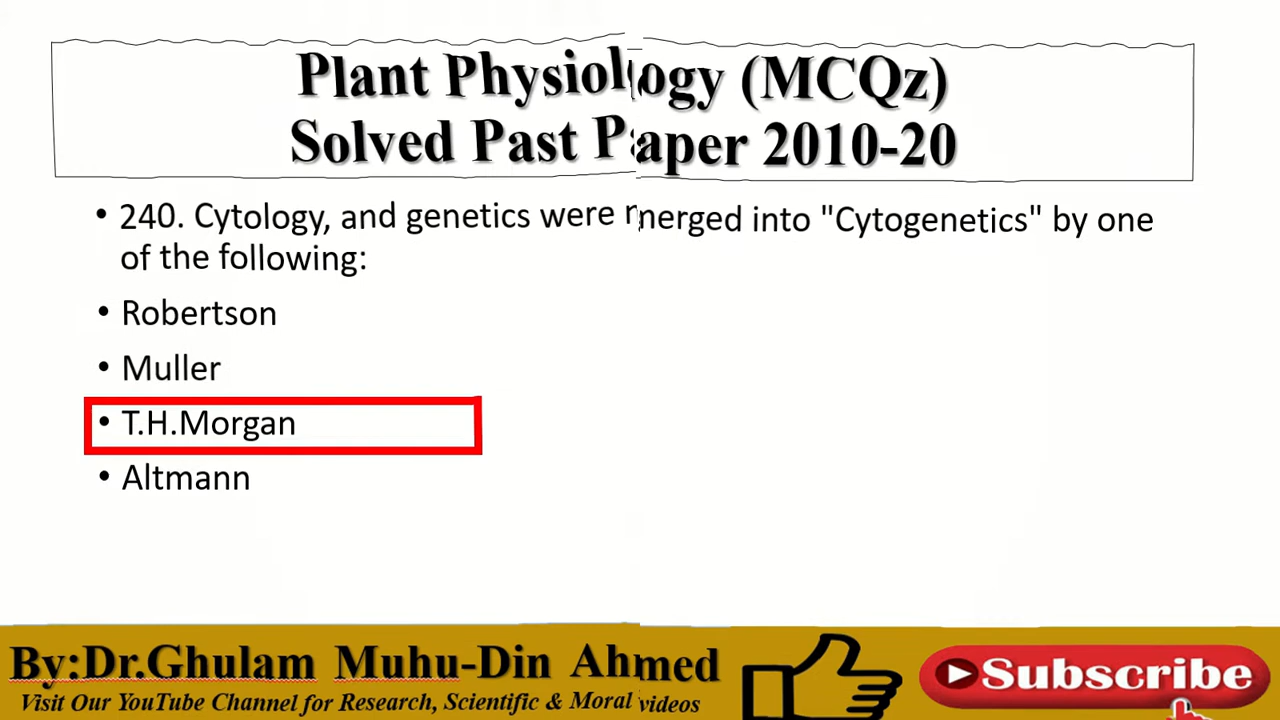 Plant Physiology (MCQz)
Solved Past Paper 2010-20
• 240. Cytology, and genetics were merged into "Cytogenetics" by one
of the following:
• Robertson
• Muller
• T.H.Morgan
• Altmann
By:Dr.Ghulam Muhu-Din Ahmed
Visit Our YouTube Channel for Research, Scientific & Moral videos
Subscribe